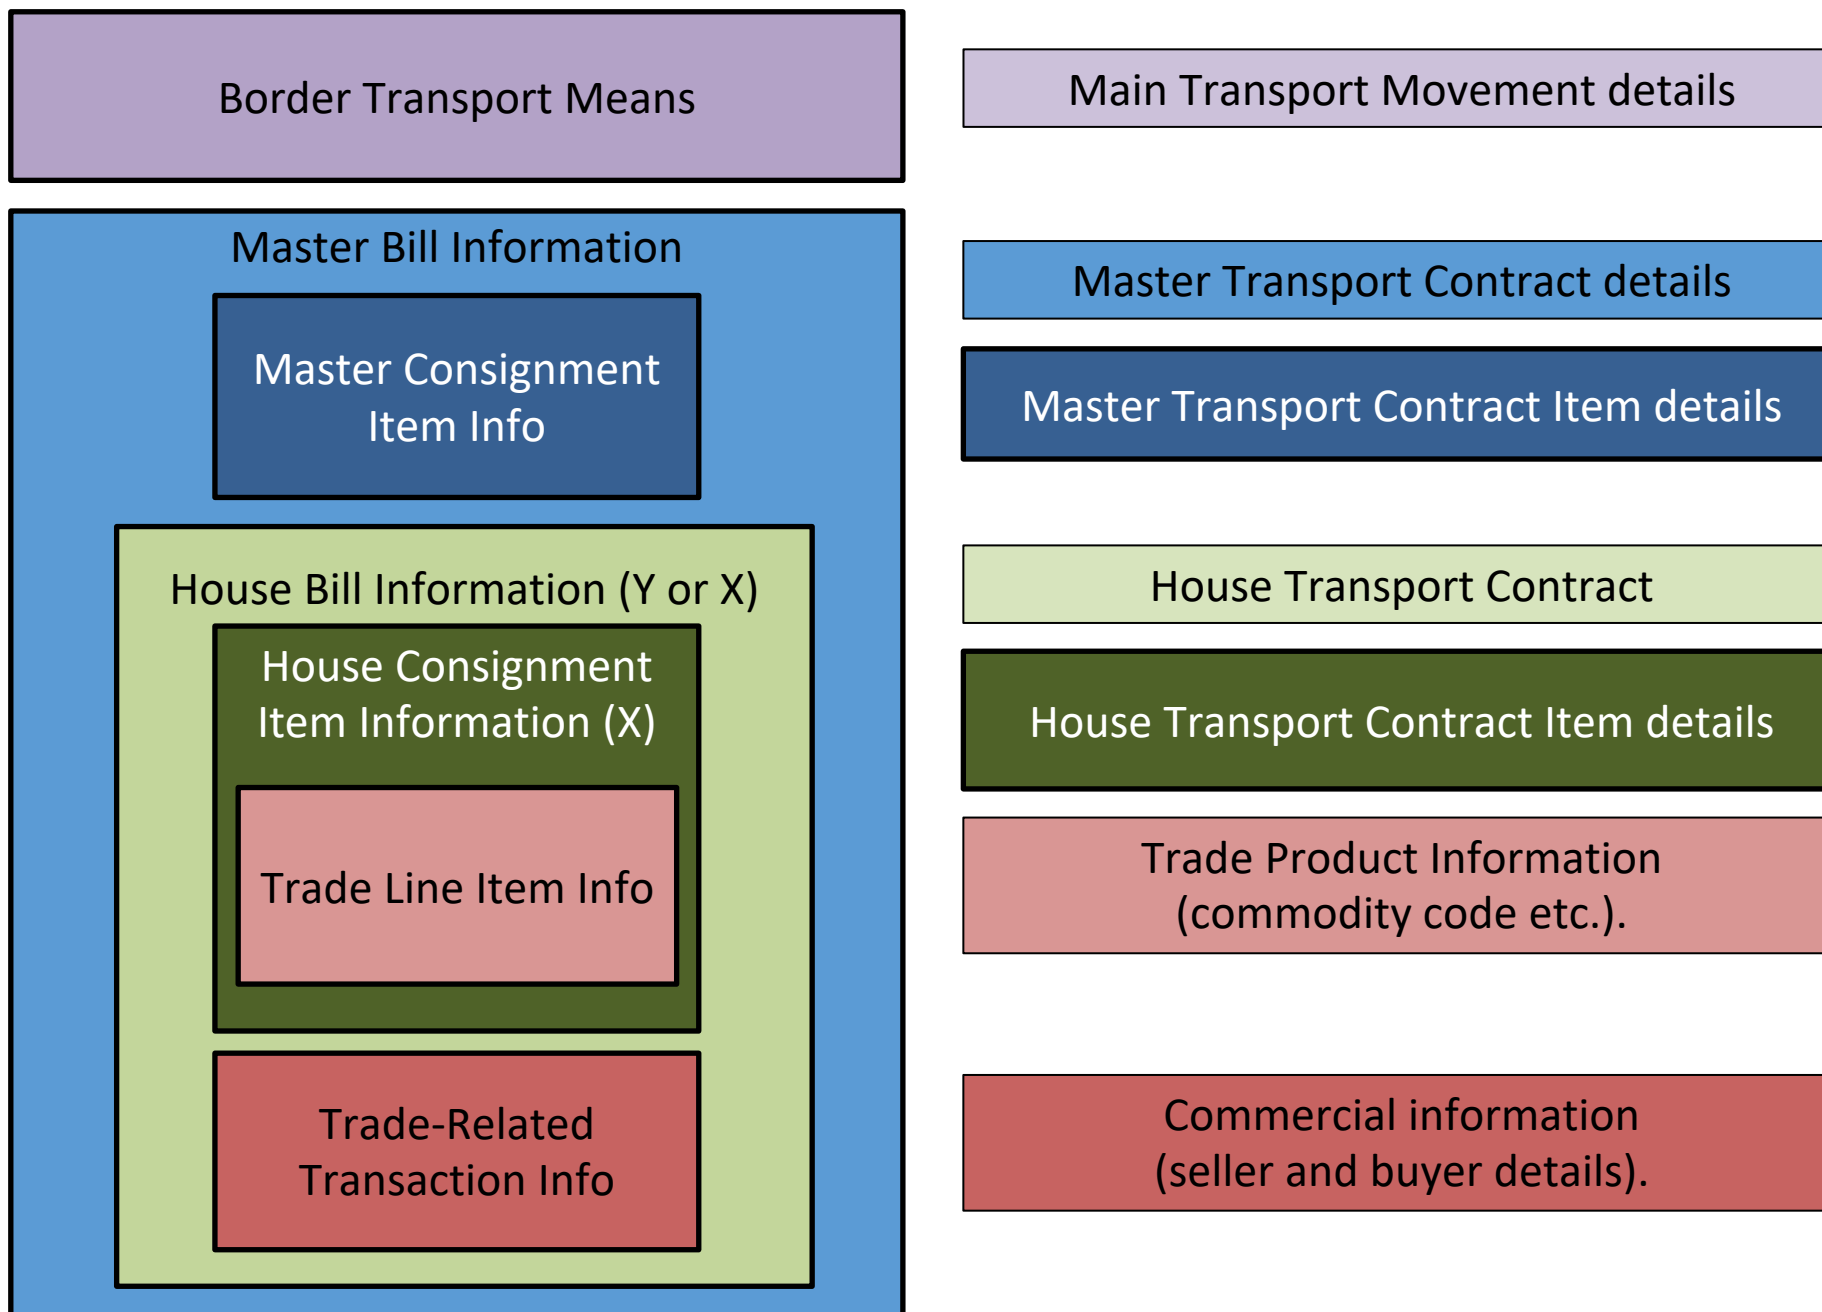 Border Transport Means
Main Transport Movement details
Master Bill Information
Master Transport Contract details
Master Consignment
Item Info
Master Transport Contract Item details
House Bill Information (Y or X)
House Transport Contract
House Consignment
Item Information (X)
House Transport Contract Item details
Trade Line Item Info
Trade Product Information
(commodity code etc.).
Trade-Related
Transaction Info
Commercial information
(seller and buyer details).